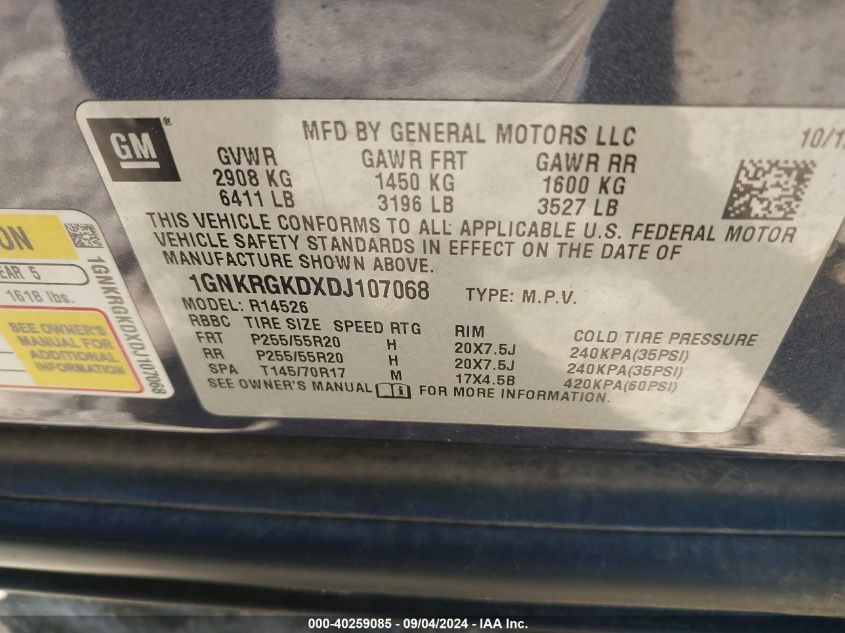 GM ®
MFD BY GENERAL MOTORS LLC
10/1
GVWR GAWR FRT GAWR RR
2908 KG 1450 KG 1600 KG
6411 LB 3196 LB 3527 LB
THIS VEHICLE CONFORMS TO ALL APPLICABLE U.S. FEDERAL MOTOR
VEHICLE SAFETY STANDARDS IN EFFECT ON THE DATE OF
MANUFACTURE SHOWN ABOVE.
1GNKRGKDXDJ107068 TYPE: M.P.V.
MODEL: R14526
RBBC TIRE SIZE SPEED RTG RIM COLD TIRE PRESSURE
FRT P255/55R20 H 20X7.5J 240KPA(35PSI)
RR P255/55R20 H 20X7.5J 240KPA(35PSI)
SPA T145/70R17 M 17X4.5B 420KPA(60PSI)
SEE OWNER'S MANUAL FOR MORE INFORMATION.
ON
EAR 5
1618 lbs.
SEE OWNER'S
MANUAL FOR
ADDITIONAL
INFORMATION
1GNKRGKDXDJ107068
000-40259085 - 09/04/2024 - IAA Inc.